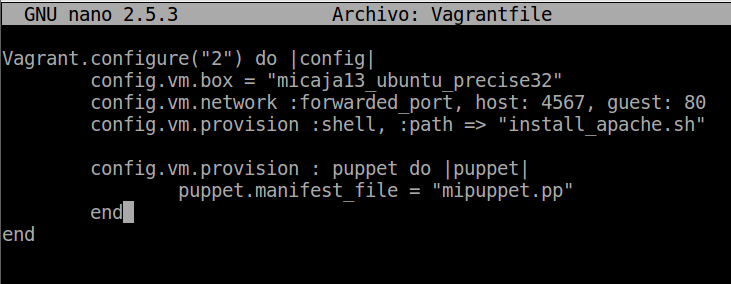 GNU nano 2.5.3 Archivo: Vagrantfile
Vagrant.configure("2") do |config|
config.vm.box = "micaja13_ubuntu_precise32"
config.vm.network :forwarded_port, host: 4567, guest: 80
config.vm.provision :shell, :path => "install_apache.sh"
config.vm.provision : puppet do |puppet|
puppet.manifest_file = "mipuppet.pp"
end
end